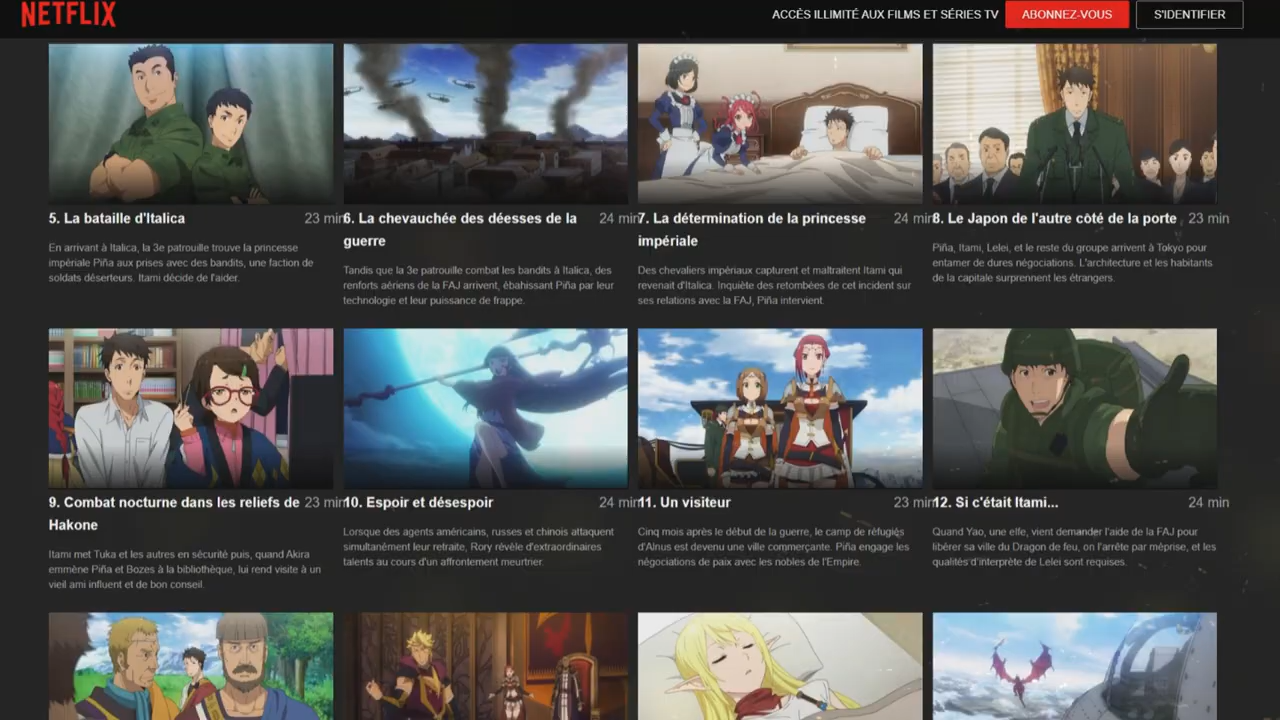 NETFLIX
ACCÈS ILLIMITÉ AUX FILMS ET SÉRIES TV
ABONNEZ-VOUS
S'IDENTIFIER
5. La bataille d'Italica
23 min
En arrivant à Italica, la 3e patrouille trouve la princesse
impériale Piña aux prises avec des bandits, une faction de
soldats déserteurs. Itami décide de l'aider.
6. La chevauchée des déesses de la
guerre
24 min
Tandis que la 3e patrouille combat les bandits à Italica, des
renforts aériens de la FAJ arrivent, ébahissant Piña par leur
technologie et leur puissance de frappe.
7. La détermination de la princesse
impériale
24 min
Des chevaliers impériaux capturent et maltraitent Itami qui
revenait d'Italica. Inquiète des retombées de cet incident sur
ses relations avec la FAJ, Piña intervient.
8. Le Japon de l'autre côté de la porte
23 min
Piña, Itami, Lelei, et le reste du groupe arrivent à Tokyo pour
entamer de dures négociations. L'architecture et les habitants
de la capitale surprennent les étrangers.
9. Combat nocturne dans les reliefs de
Hakone
23 min
Itami met Tuka et les autres en sécurité puis, quand Akira
emmène Piña et Bozes à la bibliothèque, lui rend visite à un
vieil ami influent et de bon conseil.
10. Espoir et désespoir
24 min
Lorsque des agents américains, russes et chinois attaquent
simultanément leur retraite, Rory révèle d'extraordinaires
talents au cours d'un affrontement meurtrier.
11. Un visiteur
23 min
Cinq mois après le début de la guerre, le camp de réfugiés
d'Alnus est devenu une ville commerçante. Piña engage les
négociations de paix avec les nobles de l'Empire.
12. Si c'était Itami...
24 min
Quand Yao, une elfe, vient demander l'aide de la FAJ pour
libérer sa ville du Dragon de feu, on l'arrête par méprise, et les
qualités d'interprète de Lelei sont requises.